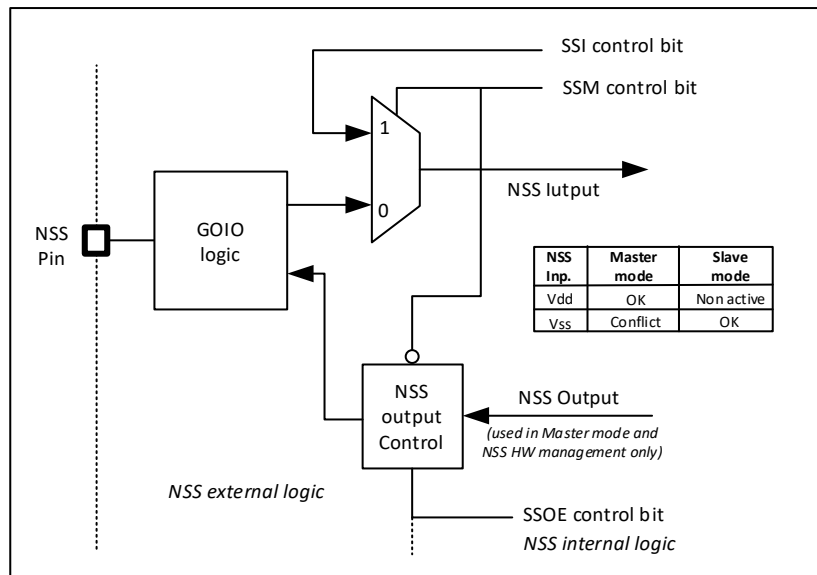 SSI control bit
SSM control bit
1
NSS Iutput
0
GOIO
logic
NSS
Pin
NSS Inp. Master mode Slave mode
Vdd OK Non active
Vss Conflict OK
NSS
output
Control
NSS Output
(used in Master mode and
NSS HW management only)
NSS external logic
SSOE control bit
NSS internal logic